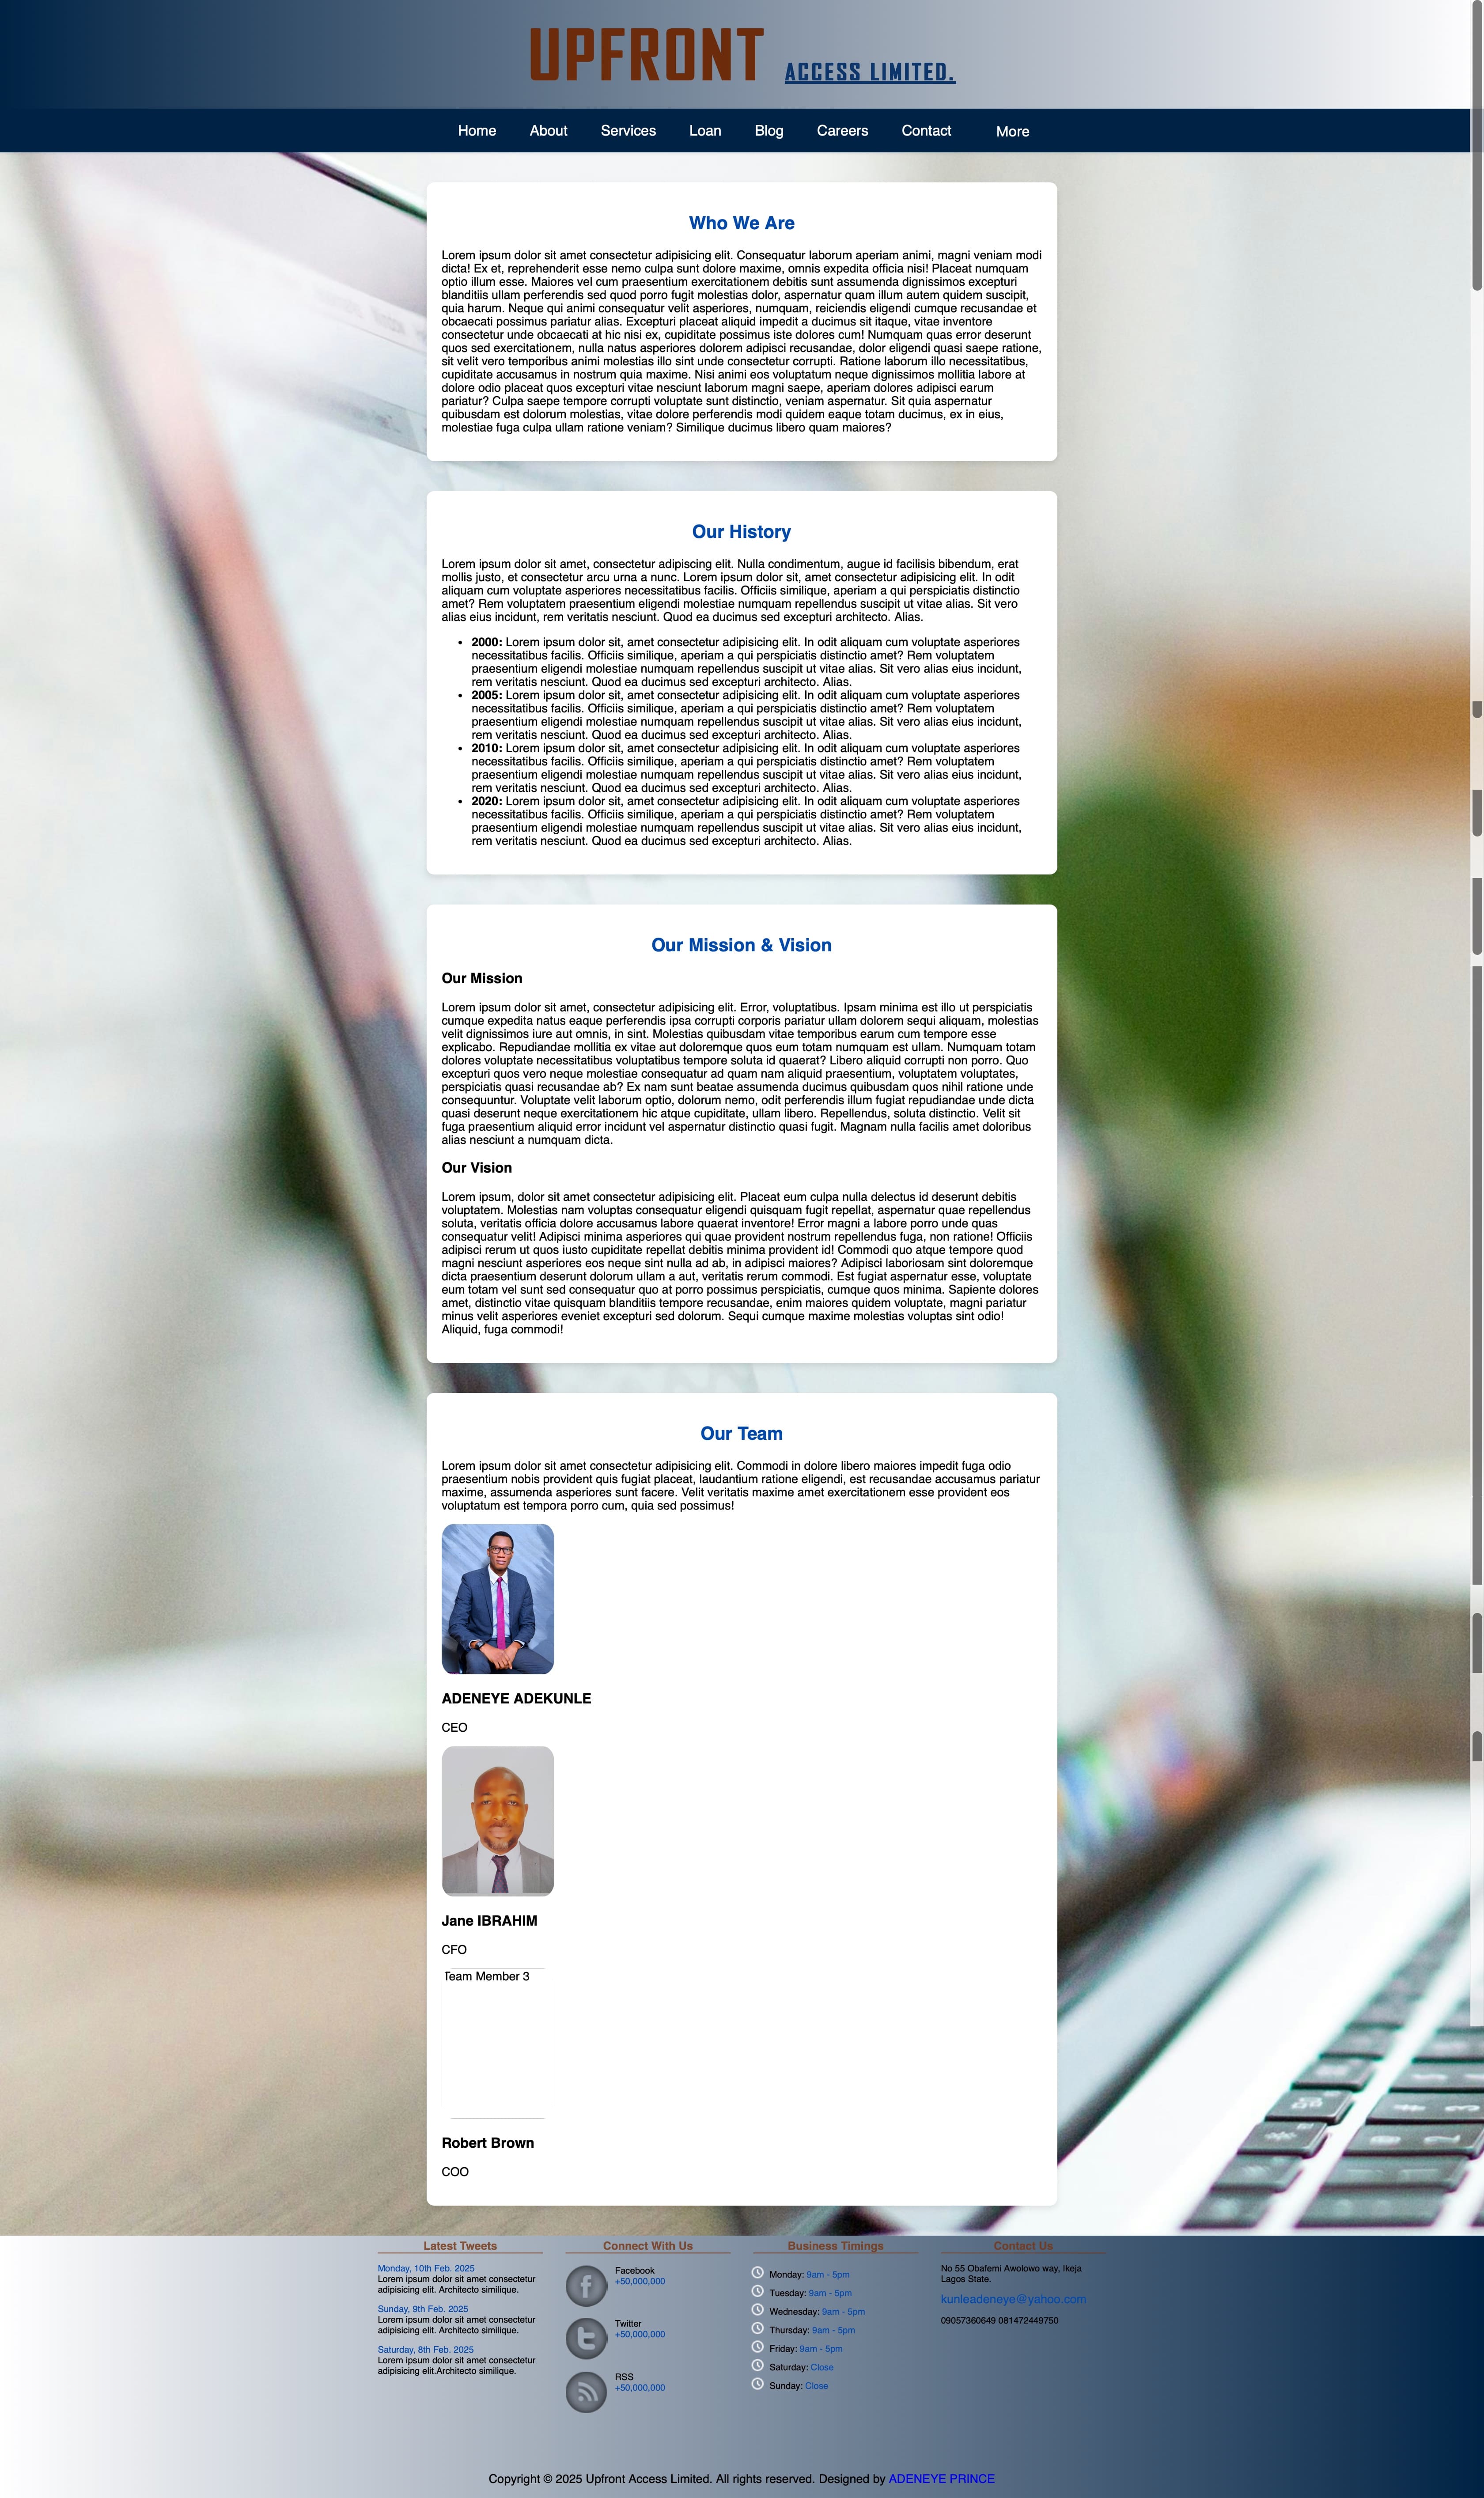 UPFRONT ACCESS LIMITED.
Home About Services Loan Blog Careers Contact More
Who We Are
Lorem ipsum dolor sit amet consectetur adipisicing elit. Consequatur laborum aperiam animi, magni veniam modi
dicta! Ex et, reprehenderit esse nemo culpa sunt dolore maxime, omnis expedita officia nisi! Placeat numquam
optio illum esse. Maiores vel cum praesentium exercitationem debitis sunt assumenda dignissimos excepturi
blanditiis ullam perferendis sed quod porro fugit molestias dolor, aspernatur quam illum autem quidem suscipit,
quia harum. Neque qui animi consequatur velit asperiores, numquam, reiciendis eligendi cumque recusandae et
obcaecati possimus pariatur alias. Excepturi placeat aliquid impedit a ducimus sit itaque, vitae inventore
consectetur unde obcaecati at hic nisi ex, cupiditate possimus iste dolores cum! Numquam quas error deserunt
quos sed exercitationem, nulla natus asperiores dolorem adipisci recusandae, dolor eligendi quasi saepe ratione,
sit velit vero temporibus animi molestias illo sint unde consectetur corrupti. Ratione laborum illo necessitatibus,
cupiditate accusamus in nostrum quia maxime. Nisi animi eos voluptatum neque dignissimos mollitia labore at
dolore odio placeat quos excepturi vitae nesciunt laborum magni saepe, aperiam dolores adipisci earum
pariatur? Culpa saepe tempore corrupti voluptate sunt distinctio, veniam aspernatur. Sit quia aspernatur
quibusdam est dolorum molestias, vitae dolore perferendis modi quidem eaque totam ducimus, ex in eius,
molestiae fuga culpa ullam ratione veniam? Similique ducimus libero quam maiores?
Our History
Lorem ipsum dolor sit amet, consectetur adipiscing elit. Nulla condimentum, augue id facilisis bibendum, erat
mollis justo, et consectetur arcu urna a nunc. Lorem ipsum dolor sit, amet consectetur adipisicing elit. In odit
aliquam cum voluptate asperiores necessitatibus facilis. Officiis similique, aperiam a qui perspiciatis distinctio
amet? Rem voluptatem praesentium eligendi molestiae numquam repellendus suscipit ut vitae alias. Sit vero
alias eius incidunt, rem veritatis nesciunt. Quod ea ducimus sed excepturi architecto. Alias.
• 2000: Lorem ipsum dolor sit, amet consectetur adipisicing elit. In odit aliquam cum voluptate asperiores
necessitatibus facilis. Officiis similique, aperiam a qui perspiciatis distinctio amet? Rem voluptatem
praesentium eligendi molestiae numquam repellendus suscipit ut vitae alias. Sit vero alias eius incidunt,
rem veritatis nesciunt. Quod ea ducimus sed excepturi architecto. Alias.
• 2005: Lorem ipsum dolor sit, amet consectetur adipisicing elit. In odit aliquam cum voluptate asperiores
necessitatibus facilis. Officiis similique, aperiam a qui perspiciatis distinctio amet? Rem voluptatem
praesentium eligendi molestiae numquam repellendus suscipit ut vitae alias. Sit vero alias eius incidunt,
rem veritatis nesciunt. Quod ea ducimus sed excepturi architecto. Alias.
• 2010: Lorem ipsum dolor sit, amet consectetur adipisicing elit. In odit aliquam cum voluptate asperiores
necessitatibus facilis. Officiis similique, aperiam a qui perspiciatis distinctio amet? Rem voluptatem
praesentium eligendi molestiae numquam repellendus suscipit ut vitae alias. Sit vero alias eius incidunt,
rem veritatis nesciunt. Quod ea ducimus sed excepturi architecto. Alias.
• 2020: Lorem ipsum dolor sit, amet consectetur adipisicing elit. In odit aliquam cum voluptate asperiores
necessitatibus facilis. Officiis similique, aperiam a qui perspiciatis distinctio amet? Rem voluptatem
praesentium eligendi molestiae numquam repellendus suscipit ut vitae alias. Sit vero alias eius incidunt,
rem veritatis nesciunt. Quod ea ducimus sed excepturi architecto. Alias.
Our Mission & Vision
Our Mission
Lorem ipsum dolor sit amet, consectetur adipisicing elit. Error, voluptatibus. Ipsam minima est illo ut perspiciatis
cumque expedita natus eaque perferendis ipsa corrupti corporis pariatur ullam dolorem sequi aliquam, molestias
velit dignissimos iure aut omnis, in sint. Molestias quibusdam vitae temporibus earum cum tempore esse
explicabo. Repudiandae mollitia ex vitae aut doloremque quos eum totam numquam est ullam. Numquam totam
dolores voluptate necessitatibus voluptatibus tempore soluta id quaerat? Libero aliquid corrupti non porro. Quo
excepturi quos vero neque molestiae consequatur ad quam nam aliquid praesentium, voluptatem voluptates,
perspiciatis quasi recusandae ab? Ex nam sunt beatae assumenda ducimus quibusdam quos nihil ratione unde
consequuntur. Voluptate velit laborum optio, dolorum nemo, odit perferendis illum fugiat repudiandae unde dicta
quasi deserunt neque exercitationem hic atque cupiditate, ullam libero. Repellendus, soluta distinctio. Velit sit
fuga praesentium aliquid error incidunt vel aspernatur distinctio quasi fugit. Magnam nulla facilis amet doloribus
alias nesciunt a numquam dicta.
Our Vision
Lorem ipsum, dolor sit amet consectetur adipisicing elit. Placeat eum culpa nulla delectus id deserunt debitis
voluptatem. Molestias nam voluptas consequatur eligendi quisquam fugit repellat, aspernatur quae repellendus
soluta, veritatis officia dolore accusamus labore quaerat inventore! Error magni a labore porro unde quas
consequatur velit! Adipisci minima asperiores qui quae provident nostrum repellendus fuga, non ratione! Officiis
adipisci rerum ut quos iusto cupiditate repellat debitis minima provident id! Commodi quo atque tempore quod
magni nesciunt asperiores eos neque sint nulla ad ab, in adipisci maiores? Adipisci laboriosam sint doloremque
dicta praesentium deserunt dolorum ullam a aut, veritatis rerum commodi. Est fugiat aspernatur esse, voluptate
eum totam vel sunt sed consequatur quo at porro possimus perspiciatis, cumque quos minima. Sapiente dolores
amet, distinctio vitae quisquam blanditiis tempore recusandae, enim maiores quidem voluptate, magni pariatur
minus velit asperiores eveniet excepturi sed dolorum. Sequi cumque maxime molestias voluptas sint odio!
Aliquid, fuga commodi!
Our Team
Lorem ipsum dolor sit amet consectetur adipisicing elit. Commodi in dolore libero maiores impedit fuga odio
praesentium nobis provident quis fugiat placeat, laudantium ratione eligendi, est recusandae accusamus pariatur
maxime, assumenda asperiores sunt facere. Velit veritatis maxime amet exercitationem esse provident eos
voluptatum est tempora porro cum, quia sed possimus!
ADENEYE ADEKUNLE
CEO
Jane IBRAHIM
CFO
Team Member 3
Robert Brown
COO
Latest Tweets
Monday, 10th Feb. 2025
Lorem ipsum dolor sit amet consectetur
adipisicing elit. Architecto similique.
Sunday, 9th Feb. 2025
Lorem ipsum dolor sit amet consectetur
adipisicing elit. Architecto similique.
Saturday, 8th Feb. 2025
Lorem ipsum dolor sit amet consectetur
adipisicing elit.Architecto similique.
Connect With Us
Facebook
+50,000,000
Twitter
+50,000,000
RSS
+50,000,000
Business Timings
Monday: 9am - 5pm
Tuesday: 9am - 5pm
Wednesday: 9am - 5pm
Thursday: 9am - 5pm
Friday: 9am - 5pm
Saturday: Close
Sunday: Close
Contact Us
No 55 Obafemi Awolowo way, Ikeja
Lagos State.
kunleadeneye@yahoo.com
09057360649 081472449750
Copyright © 2025 Upfront Access Limited. All rights reserved. Designed by ADENEYE PRINCE